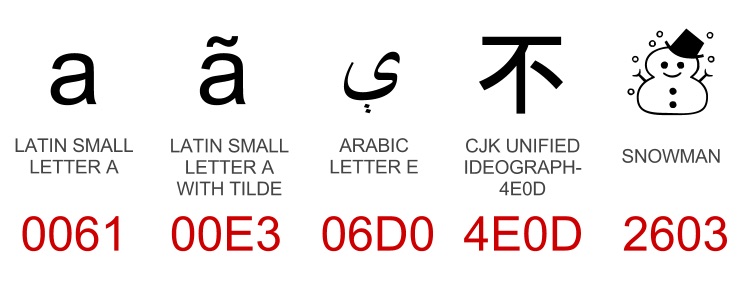 a ã ې 不 ☃
LATIN SMALL LETTER A
LATIN SMALL LETTER A WITH TILDE
ARABIC LETTER E
CJK UNIFIED IDEOGRAPH-4E0D
SNOWMAN
0061 00E3 06D0 4E0D 2603